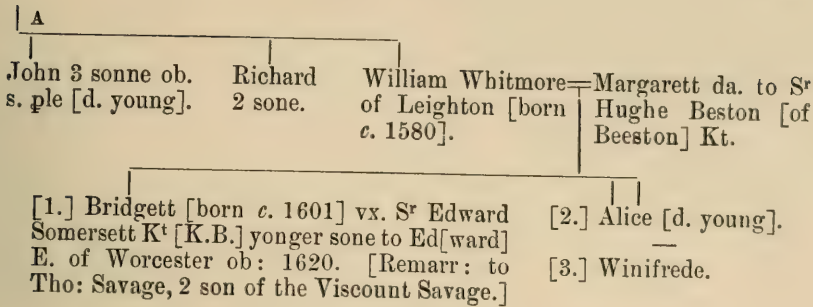 A
John 3 sonne ob.
s. ꝑle [d. young].
Richard
2 sone.
William Whitmore
of Leighton [born
c. 1580].
Margarett da. to Sr
Hughe Beston [of
Beeston] Kt.
[1.] Bridgett [born c. 1601] vx. Sr Edward
Somersett Kt [K.B.] yonger sone to Ed[ward]
E. of Worcester ob: 1620. [Remarr: to
Tho: Savage, 2 son of the Viscount Savage.]
[2.] Alice [d. young].
[3.] Winifrede.